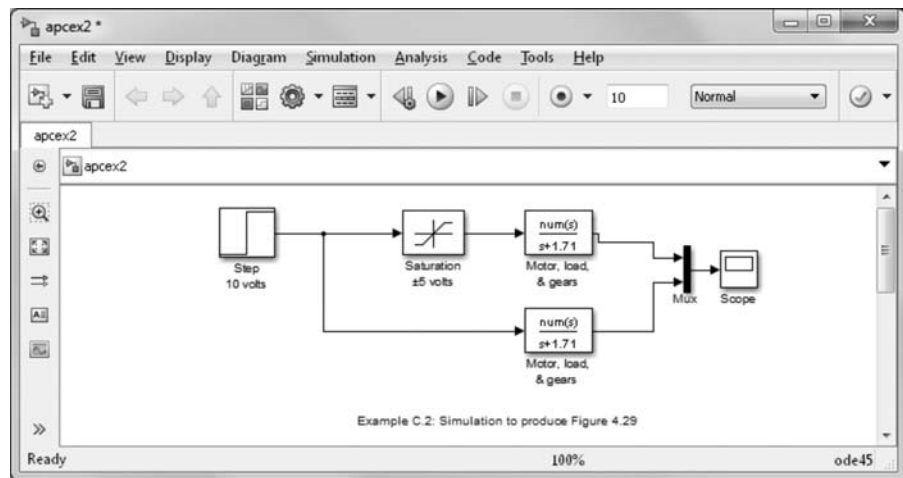 apcex2 *
File Edit View Display Diagram Simulation Analysis Code Tools Help
10 Normal
apcex2
apcex2
Step
10 volts
Saturation
±5 volts
num(s)
s+1.71
Motor, load,
& gears
Mux
Scope
num(s)
s+1.71
Motor, load,
& gears
Example C.2: Simulation to produce Figure 4.29
Ready 100% ode45